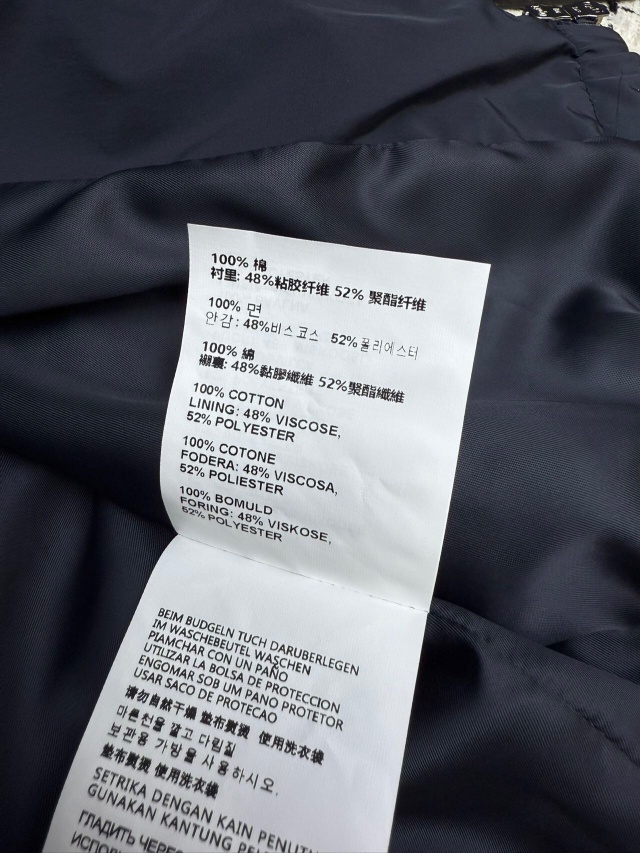 100% 棉
衬里: 48%粘胶纤维 52% 聚酯纤维
100% 면
안감: 48%비스코스 52%폴리에스터
100% 綿
襯裏: 48%黏膠纖維 52%聚酯纖維
100% COTTON
LINING: 48% VISCOSE,
52% POLYESTER
100% COTONE
FODERA: 48% VISCOSA,
52% POLIESTER
100% BOMULD
FORING: 48% VISKOSE,
52% POLYESTER
BEIM BUDGELN TUCH DARUBERLEGEN
IM WASCHEBEUTEL WASCHEN
PIAMCHAR CON UN PAÑO
UTILIZAR LA BOLSA DE PROTECCION
ENGOMAR SOB UM PANO PROTETOR
USAR SACO DE PROTECAO
请勿自然干燥 垫布熨烫 使用洗衣袋
마른천을 깔고 다림질
보관용 가방을 사용하시오.
垫布熨烫 使用洗衣袋
SETRIKA DENGAN KAIN
GUNAKAN KANTUNG
ГЛАДИТЬ ЧЕРЕЗ